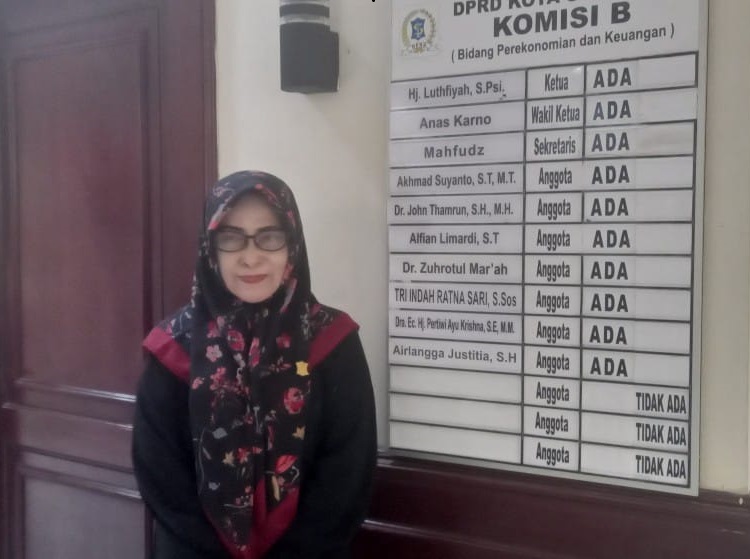 DPRD KOTA
KOMISI B
( Bidang Perekonomian dan Keuangan )
Hj. Luthfiyah, S.Psi. Ketua ADA
Anas Karno Wakil Ketua ADA
Mahfudz Sekretaris ADA
Akhmad Suyanto, S.T, M.T. Anggota ADA
Dr. John Thamrun, S.H., M.H. Anggota ADA
Alfian Limardi, S.T Anggota ADA
Dr. Zuhrotul Mar'ah Anggota ADA
TRI INDAH RATNA SARI, S.Sos Anggota ADA
Dra. Ec. Hj. Pertiwi Ayu Krishna, S.E, M.M. Anggota ADA
Airlangga Justitia, S.H Anggota ADA
Anggota TIDAK ADA
Anggota TIDAK ADA
Anggota TIDAK ADA